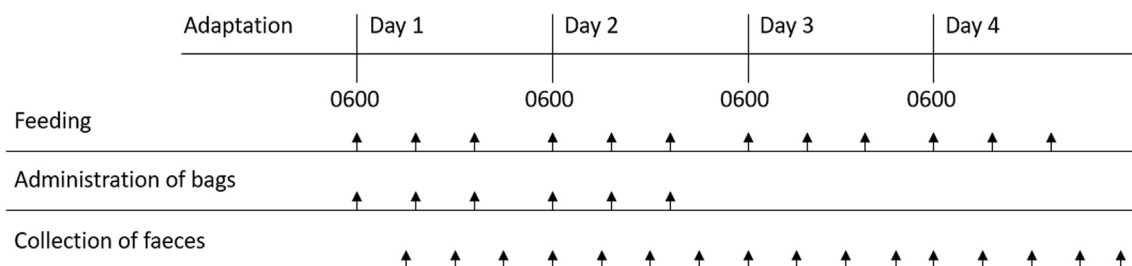 Adaptation Day 1 Day 2 Day 3 Day 4
0600 0600 0600 0600
Feeding
Administration of bags
Collection of faeces